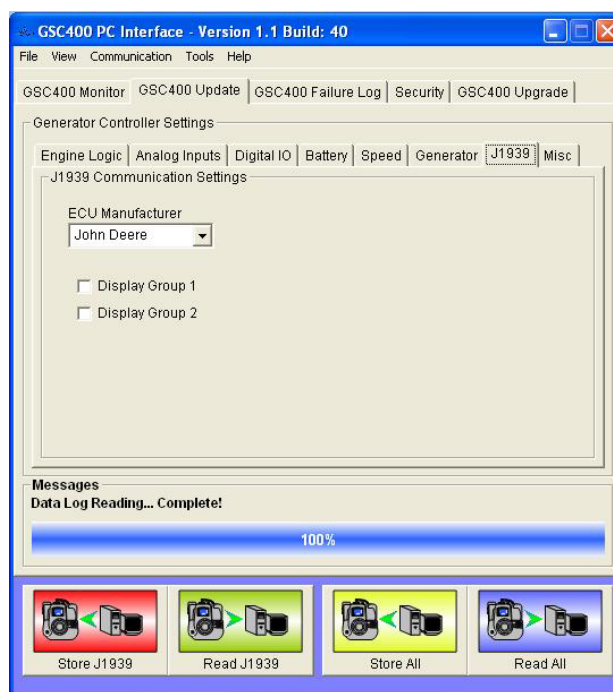 GSC400 PC Interface - Version 1.1 Build: 40
File View Communication Tools Help
GSC400 Monitor GSC400 Update GSC400 Failure Log Security GSC400 Upgrade
Generator Controller Settings
Engine Logic Analog Inputs Digital IO Battery Speed Generator J1939 Misc
J1939 Communication Settings
ECU Manufacturer
John Deere
Display Group 1
Display Group 2
Messages
Data Log Reading... Complete!
100%
Store J1939 Read J1939 Store All Read All